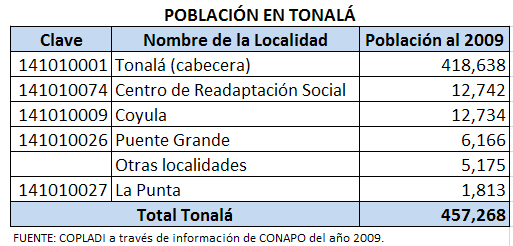 POBLACIÓN EN TONALÁ
Clave Nombre de la Localidad Población al 2009
141010001 Tonalá (cabecera) 418,638
141010074 Centro de Readaptación Social 12,742
141010009 Coyula 12,734
141010026 Puente Grande 6,166
Otras localidades 5,175
141010027 La Punta 1,813
Total Tonalá 457,268
FUENTE: COPLADI a través de información de CONAPO del año 2009.